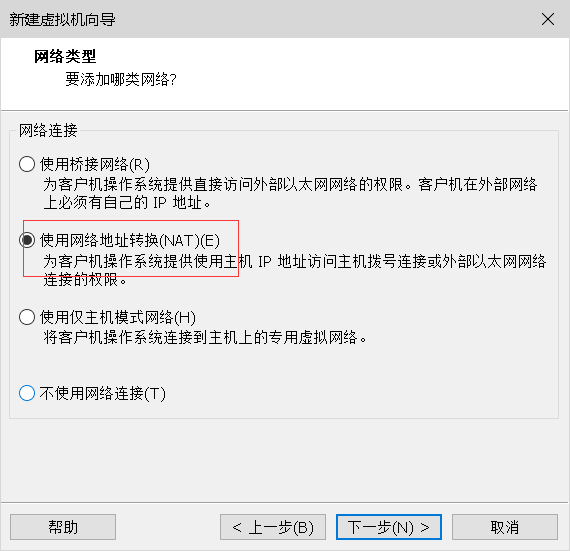 新建虚拟机向导
网络类型
要添加哪类网络?
网络连接
使用桥接网络(R)
为客户机操作系统提供直接访问外部以太网网络的权限。客户机在外部网络
上必须有自己的 IP 地址。
使用网络地址转换(NAT)(E)
为客户机操作系统提供使用主机 IP 地址访问主机拨号连接或外部以太网网络
连接的权限。
使用仅主机模式网络(H)
将客户机操作系统连接到主机上的专用虚拟网络。
不使用网络连接(T)
帮助
< 上一步(B)
下一步(N) >
取消